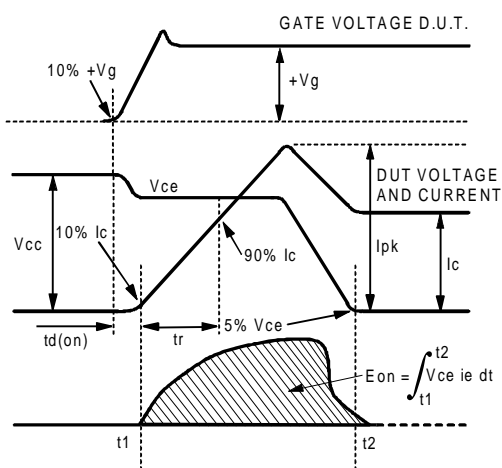 GATE VOLTAGE D.U.T.
10% +Vg
+Vg
Vce
DUT VOLTAGE
AND CURRENT
Vcc
10% Ic
90% Ic
Ipk
Ic
5% Vce
td(on)
tr
Eon = ∫ Vce ie dt
t2
t1
t1
t2